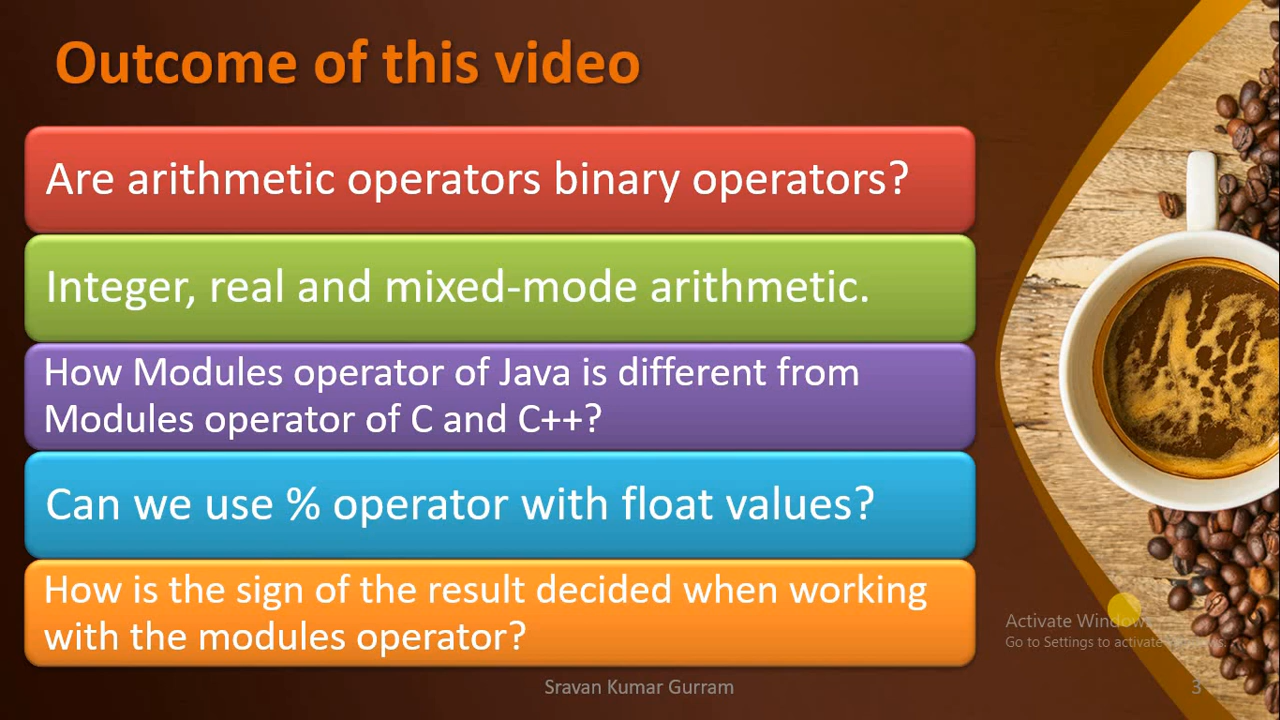 Outcome of this video
Are arithmetic operators binary operators?
Integer, real and mixed-mode arithmetic.
How Modules operator of Java is different from
Modules operator of C and C++?
Can we use % operator with float values?
How is the sign of the result decided when working
with the modules operator?
Activate Windows
Go to Settings to activate Windows.
Sravan Kumar Gurram
3